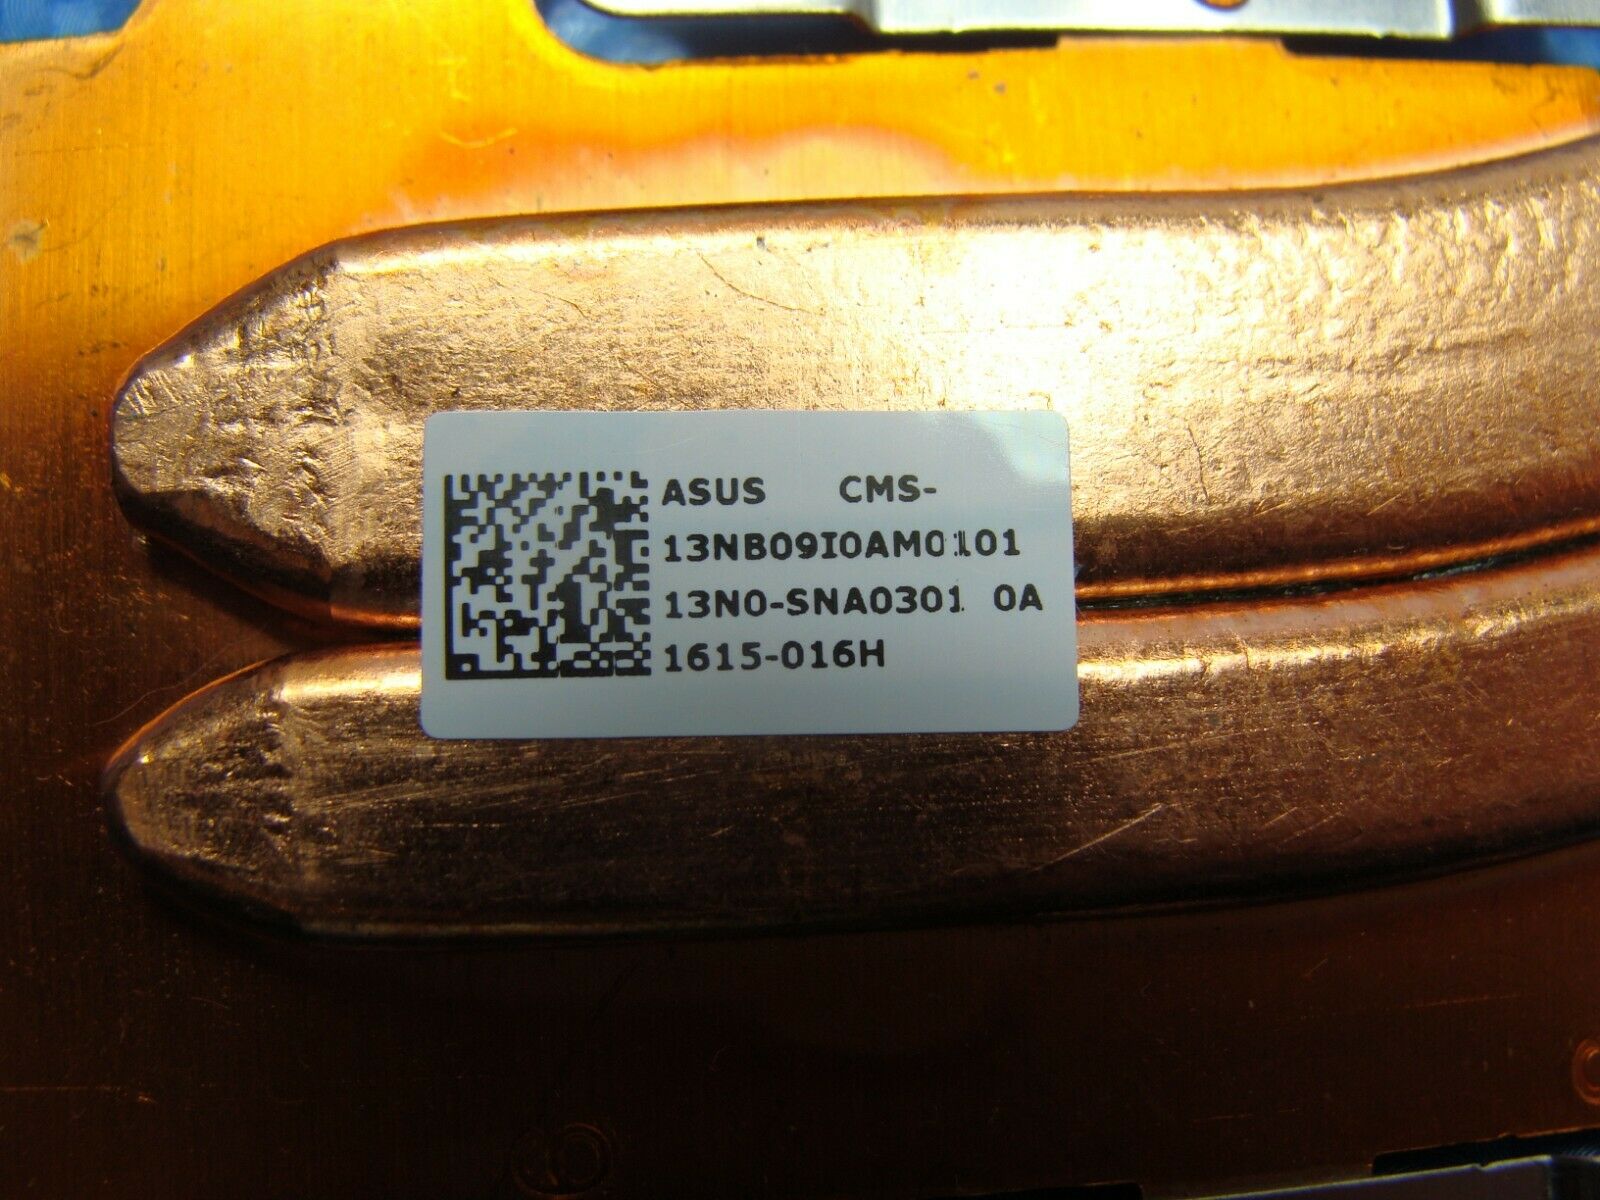 ASUS CMS-
13NB09I0AM0101
13N0-SNA0301 0A
1615-016H